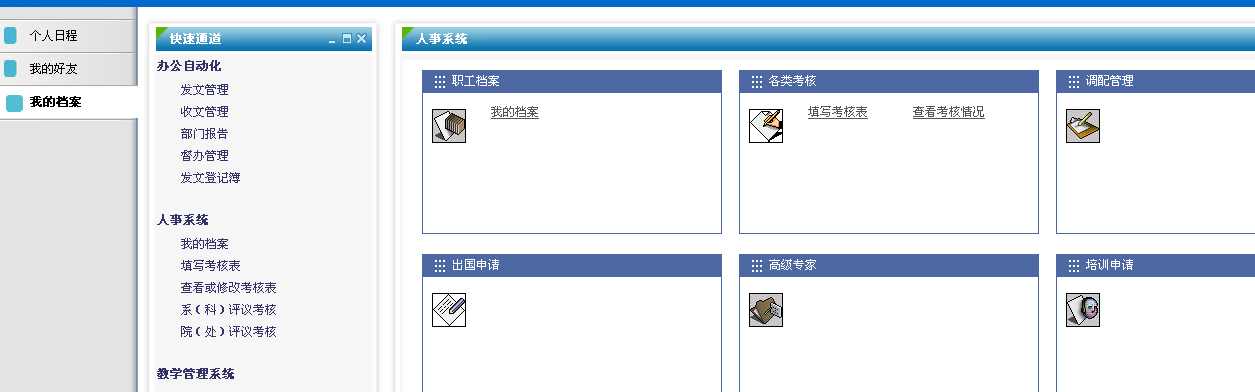 个人日程
我的好友
我的档案
快速通道
办公自动化
发文管理
收文管理
部门报告
督办管理
发文登记簿
人事系统
我的档案
填写考核表
查看或修改考核表
系（科）评议考核
院（处）评议考核
教学管理系统
人事系统
职工档案
我的档案
各类考核
填写考核表 查看考核情况
调配管理
出国申请
高级专家
培训申请